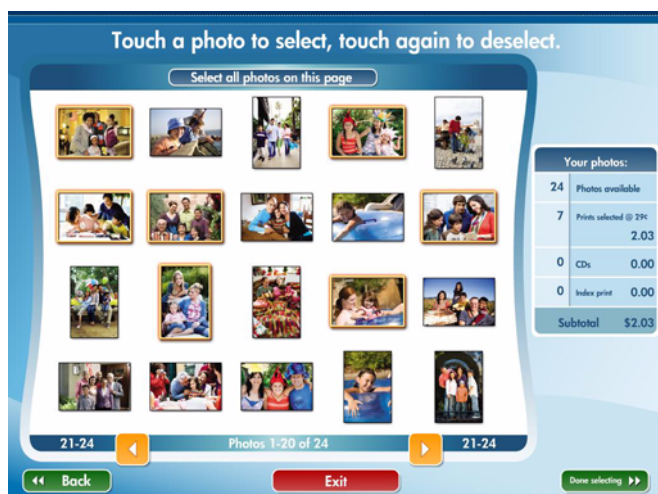 Touch a photo to select, touch again to deselect.
Select all photos on this page
Your photos:
24 Photos available
7 Prints selected @ 29¢
2.03
0 CDs 0.00
0 Index print 0.00
Subtotal $2.03
21-24 Photos 1-20 of 24 21-24
Back Exit Done selecting